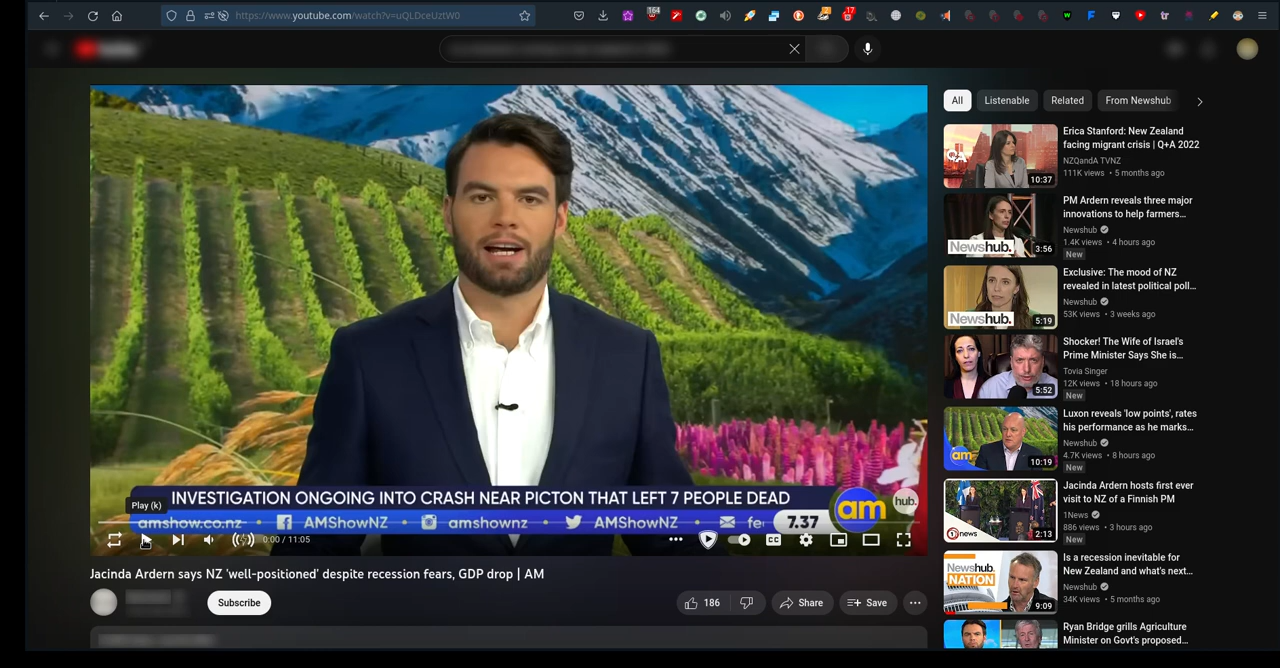 https://www.youtube.com/watch?v=uQLDceUztW0
164
17
All
Listenable
Related
From Newshub
INVESTIGATION ONGOING INTO CRASH NEAR PICTON THAT LEFT 7 PEOPLE DEAD
amshow.co.nz • AMShowNZ • amshownz • AMShowNZ • fe
7.37
am
hub.
Play (k)
0:00 / 11:05
Jacinda Ardern says NZ 'well-positioned' despite recession fears, GDP drop | AM
Subscribe
186
Share
Save
Q+A
10:37
Erica Stanford: New Zealand
facing migrant crisis | Q+A 2022
NZQandA TVNZ
111K views • 5 months ago
Newshub.
3:56
PM Ardern reveals three major
innovations to help farmers...
Newshub
1.4K views • 4 hours ago
New
Newshub.
5:19
Exclusive: The mood of NZ
revealed in latest political poll...
Newshub
53K views • 3 weeks ago
5:52
Shocker! The Wife of Israel's
Prime Minister Says She is...
Tovia Singer
12K views • 18 hours ago
New
am
10:19
Luxon reveals 'low points', rates
his performance as he marks...
Newshub
4.7K views • 8 hours ago
New
1news
2:13
Jacinda Ardern hosts first ever
visit to NZ of a Finnish PM
1News
886 views • 3 hours ago
New
Newshub.
NATION
9:09
Is a recession inevitable for
New Zealand and what's next...
Newshub
34K views • 5 months ago
Ryan Bridge grills Agriculture
Minister on Govt's proposed...